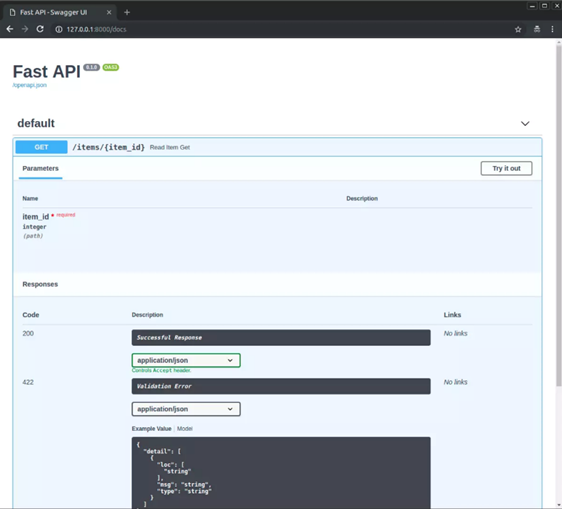 Fast API - Swagger UI
127.0.0.1:8000/docs
Fast API 0.1.0 OAS3
/openapi.json
default
GET /items/{item_id} Read Item Get
Parameters Try it out
Name Description
item_id * required
integer
(path)
Responses
Code Description Links
200 Successful Response No links
application/json
Controls Accept header.
422 Validation Error No links
application/json
Example Value | Model
{
"detail": [
{
"loc": [
"string"
],
"msg": "string",
"type": "string"
}
]